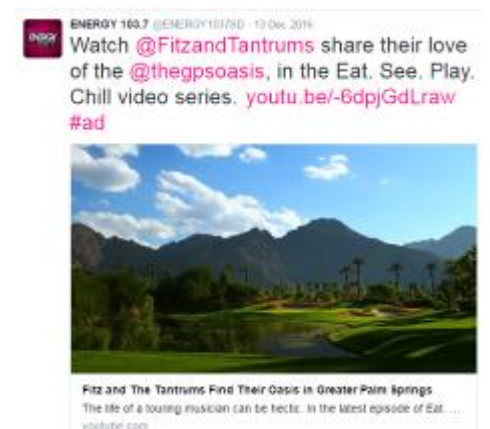 ENERGY 103.7 @ENERGY1037SD · 13 Dec 2016
ENERGY
Watch @FitzandTantrums share their love
of the @thegpsoasis, in the Eat. See. Play.
Chill video series. youtu.be/-6dpjGdLraw
#ad
Fitz and The Tantrums Find Their Oasis in Greater Palm Springs
The life of a touring musician can be hectic. In the latest episode of Eat. ...
youtube.com